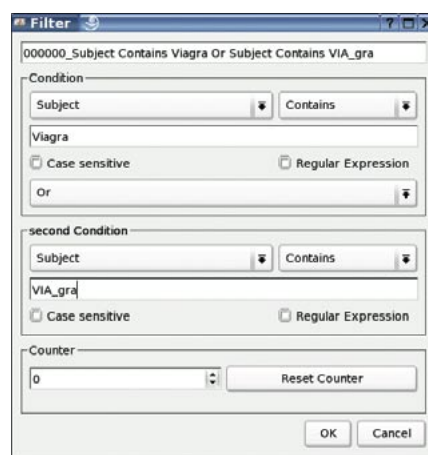 Filter
000000_Subject Contains Viagra Or Subject Contains VIA_gra
Condition
Subject Contains
Viagra
Case sensitive Regular Expression
Or
second Condition
Subject Contains
VIA_gra
Case sensitive Regular Expression
Counter
0 Reset Counter
OK Cancel